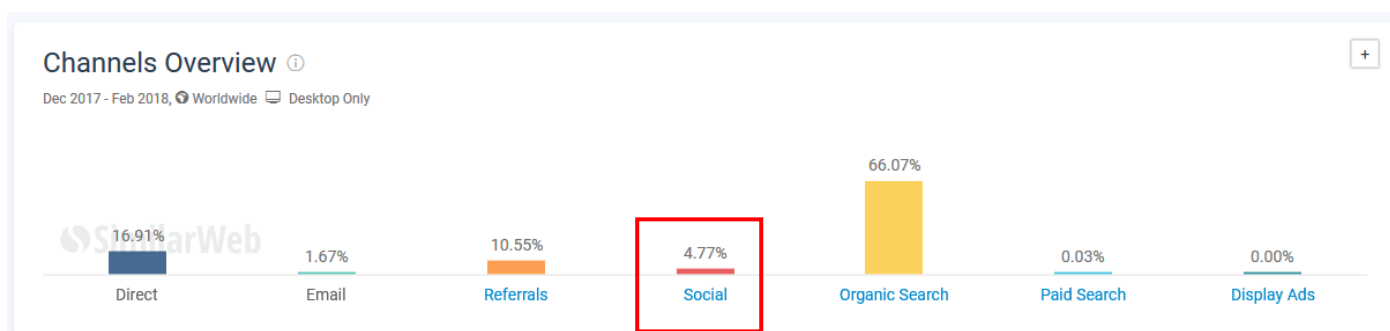 Channels Overview
+
Dec 2017 - Feb 2018, Worldwide Desktop Only
66.07%
16.91%
SimilarWeb
1.67%
10.55%
4.77%
0.03%
0.00%
Direct
Email
Referrals
Social
Organic Search
Paid Search
Display Ads